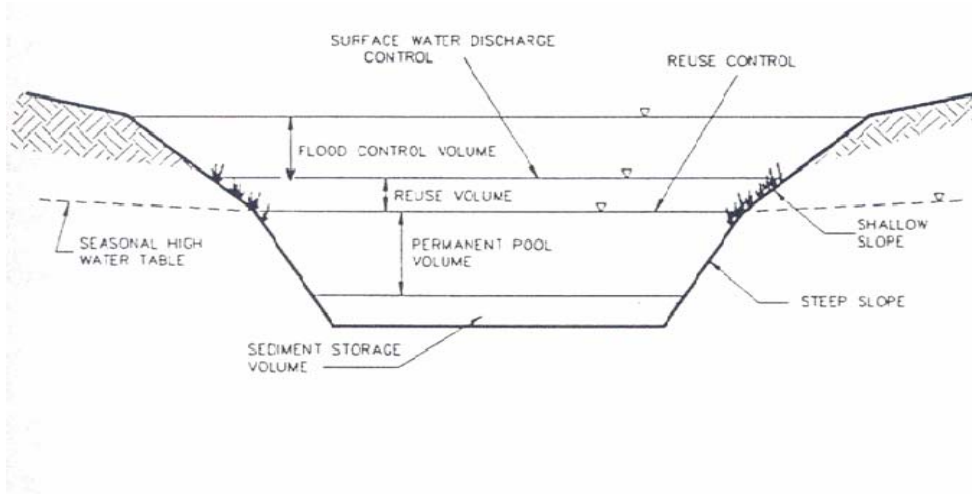 SURFACE WATER DISCHARGE
CONTROL
REUSE CONTROL
FLOOD CONTROL VOLUME
REUSE VOLUME
SHALLOW
SLOPE
SEASONAL HIGH
WATER TABLE
PERMANENT POOL
VOLUME
STEEP SLOPE
SEDIMENT STORAGE
VOLUME